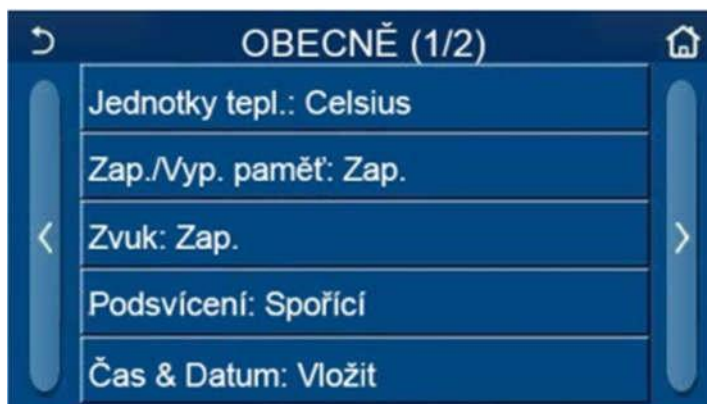 OBECNĚ (1/2)
Jednotky tepl.: Celsius
Zap./Vyp. paměť: Zap.
Zvuk: Zap.
Podsvícení: Spořící
Čas & Datum: Vložit